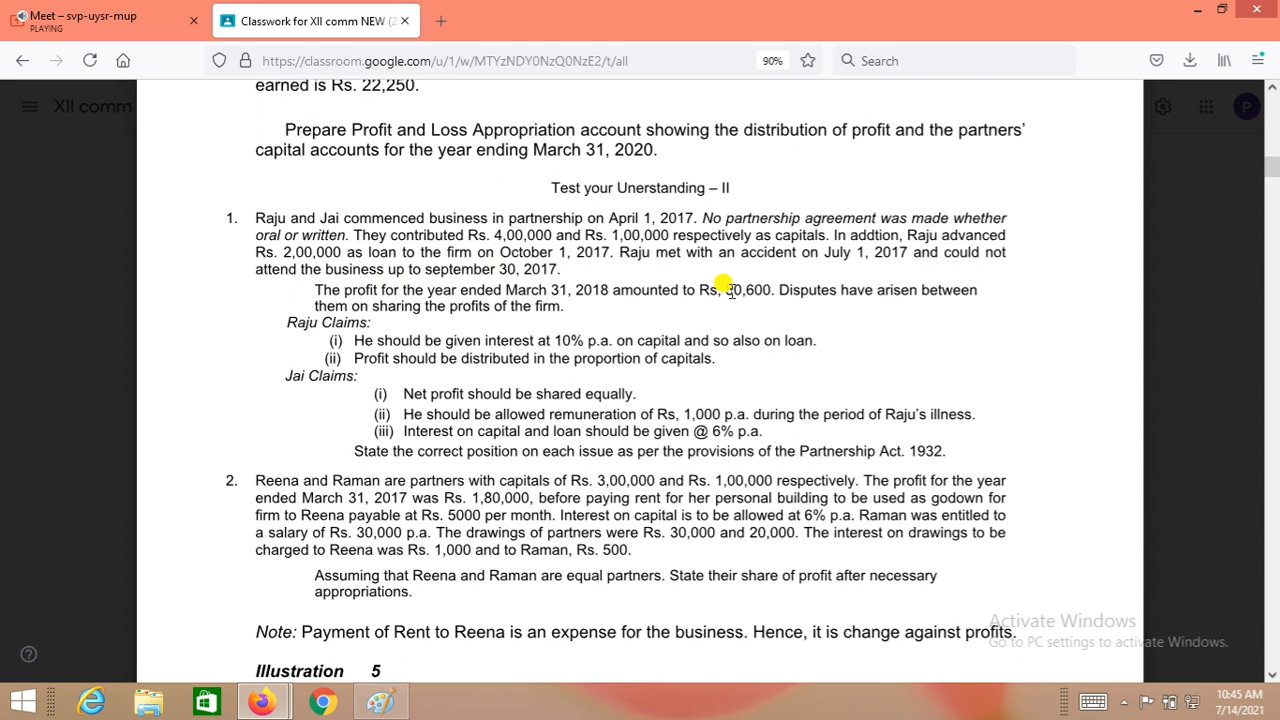 Meet – svp-uysr-mup
PLAYING
Classwork for XII comm NEW (2
https://classroom.google.com/u/1/w/MTYzNDY0NzQ0NzE2/t/all
90%
Search
XII comm
P
earned is Rs. 22,250.
Prepare Profit and Loss Appropriation account showing the distribution of profit and the partners'
capital accounts for the year ending March 31, 2020.
Test your Unerstanding – II
1. Raju and Jai commenced business in partnership on April 1, 2017. No partnership agreement was made whether
oral or written. They contributed Rs. 4,00,000 and Rs. 1,00,000 respectively as capitals. In addtion, Raju advanced
Rs. 2,00,000 as loan to the firm on October 1, 2017. Raju met with an accident on July 1, 2017 and could not
attend the business up to september 30, 2017.
The profit for the year ended March 31, 2018 amounted to Rs, 50,600. Disputes have arisen between
them on sharing the profits of the firm.
Raju Claims:
(i) He should be given interest at 10% p.a. on capital and so also on loan.
(ii) Profit should be distributed in the proportion of capitals.
Jai Claims:
(i) Net profit should be shared equally.
(ii) He should be allowed remuneration of Rs, 1,000 p.a. during the period of Raju's illness.
(iii) Interest on capital and loan should be given @ 6% p.a.
State the correct position on each issue as per the provisions of the Partnership Act. 1932.
2. Reena and Raman are partners with capitals of Rs. 3,00,000 and Rs. 1,00,000 respectively. The profit for the year
ended March 31, 2017 was Rs. 1,80,000, before paying rent for her personal building to be used as godown for
firm to Reena payable at Rs. 5000 per month. Interest on capital is to be allowed at 6% p.a. Raman was entitled to
a salary of Rs. 30,000 p.a. The drawings of partners were Rs. 30,000 and 20,000. The interest on drawings to be
charged to Reena was Rs. 1,000 and to Raman, Rs. 500.
Assuming that Reena and Raman are equal partners. State their share of profit after necessary
appropriations.
Note: Payment of Rent to Reena is an expense for the business. Hence, it is change against profits.
Illustration 5
Activate Windows
Go to PC settings to activate Windows.
10:45 AM
7/14/2021